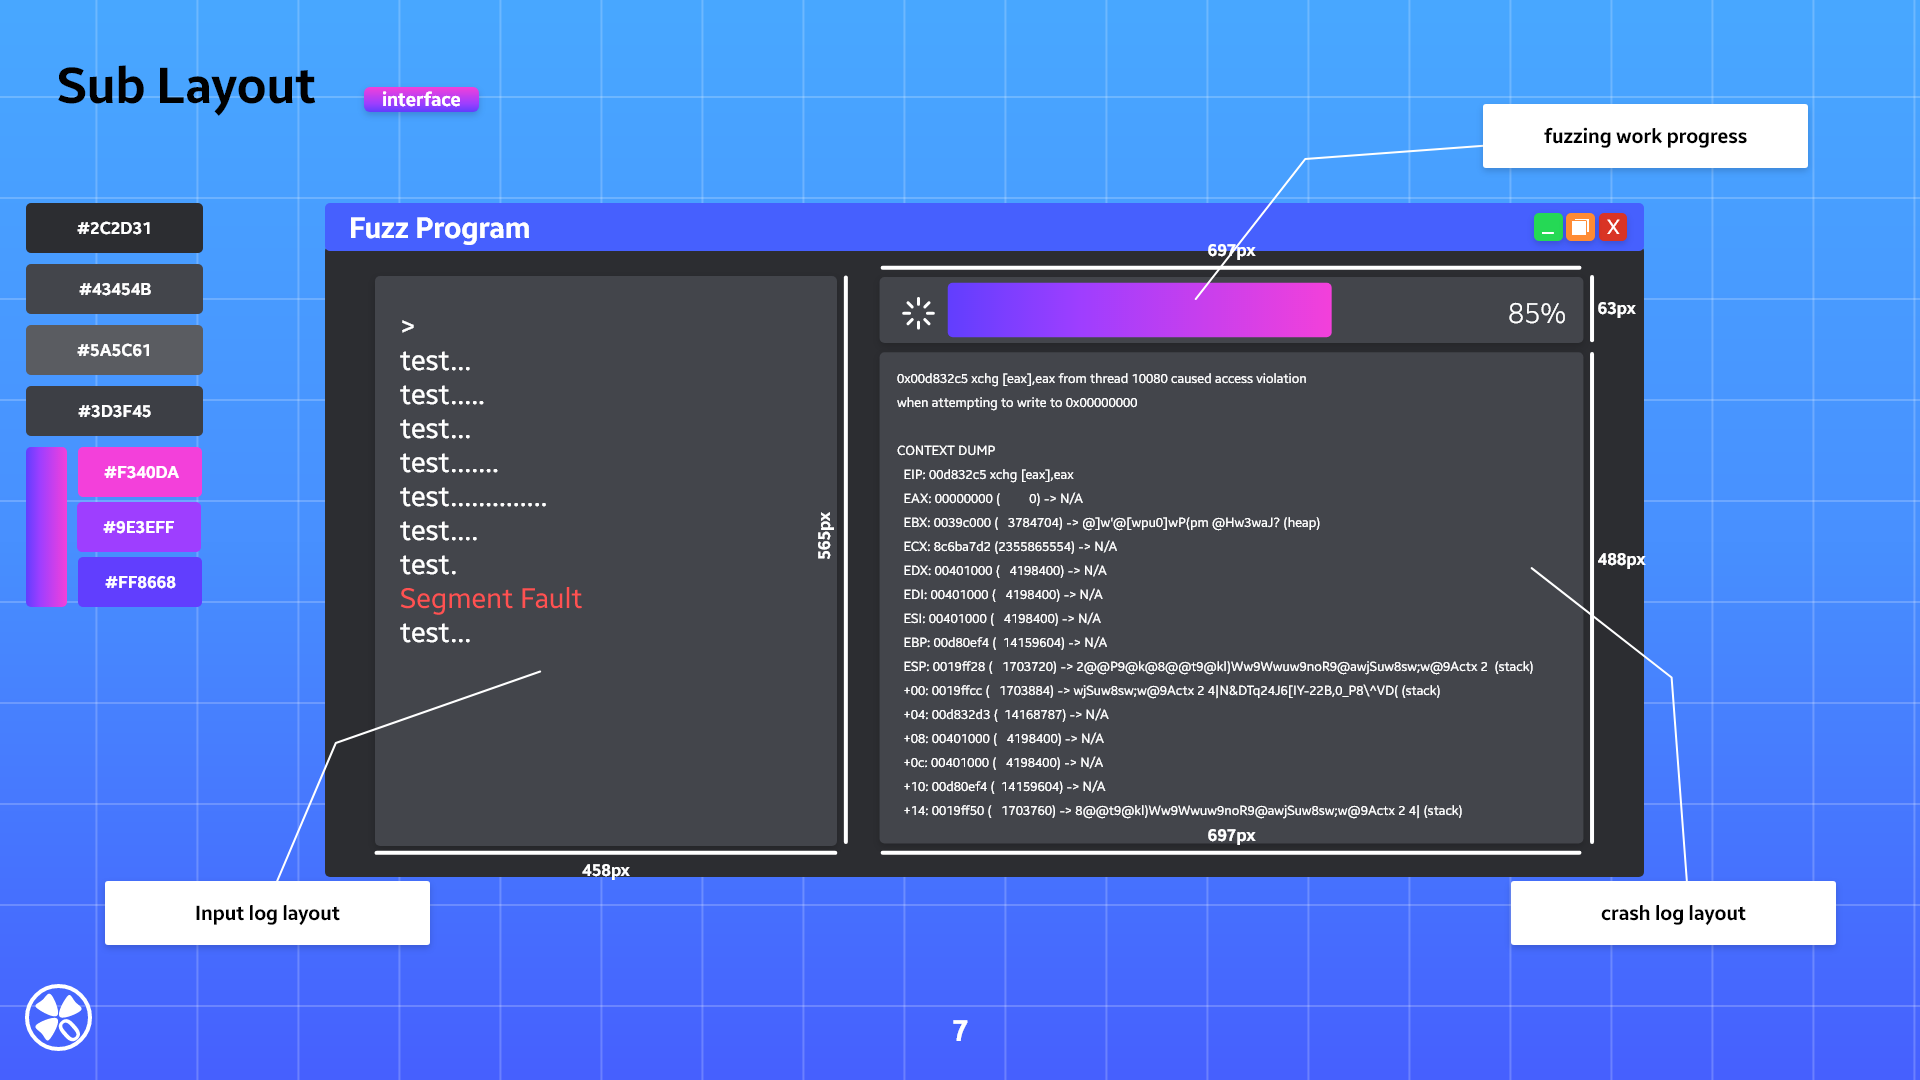 Sub Layout
interface
fuzzing work progress
#2C2D31
#43454B
#5A5C61
#3D3F45
#F340DA
#9E3EFF
#FF8668
Fuzz Program
X
697px
>
test...
test.....
test...
test.......
test..............
test....
test.
Segment Fault
test...
565px
458px
85%
63px
0x00d832c5 xchg [eax],eax from thread 10080 caused access violation
when attempting to write to 0x00000000
CONTEXT DUMP
EIP: 00d832c5 xchg [eax],eax
EAX: 00000000 (         0) -> N/A
EBX: 0039c000 (   3784704) -> @]w'@[wpu0]wP(pm @Hw3waJ? (heap)
ECX: 8c6ba7d2 (2355865554) -> N/A
EDX: 00401000 (   4198400) -> N/A
EDI: 00401000 (   4198400) -> N/A
ESI: 00401000 (   4198400) -> N/A
EBP: 00d80ef4 (  14159604) -> N/A
ESP: 0019ff28 (   1703720) -> 2@@P9@k@8@@t9@kl)Ww9Wwuw9noR9@awjSuw8sw;w@9Actx 2  (stack)
+00: 0019ffcc (   1703884) -> wjSuw8sw;w@9Actx 2 4|N&DTq24J6[IY-22B,0_P8\^VD( (stack)
+04: 00d832d3 (  14168787) -> N/A
+08: 00401000 (   4198400) -> N/A
+0c: 00401000 (   4198400) -> N/A
+10: 00d80ef4 (  14159604) -> N/A
+14: 0019ff50 (   1703760) -> 8@@t9@kl)Ww9Wwuw9noR9@awjSuw8sw;w@9Actx 2 4| (stack)
697px
488px
Input log layout
crash log layout
7